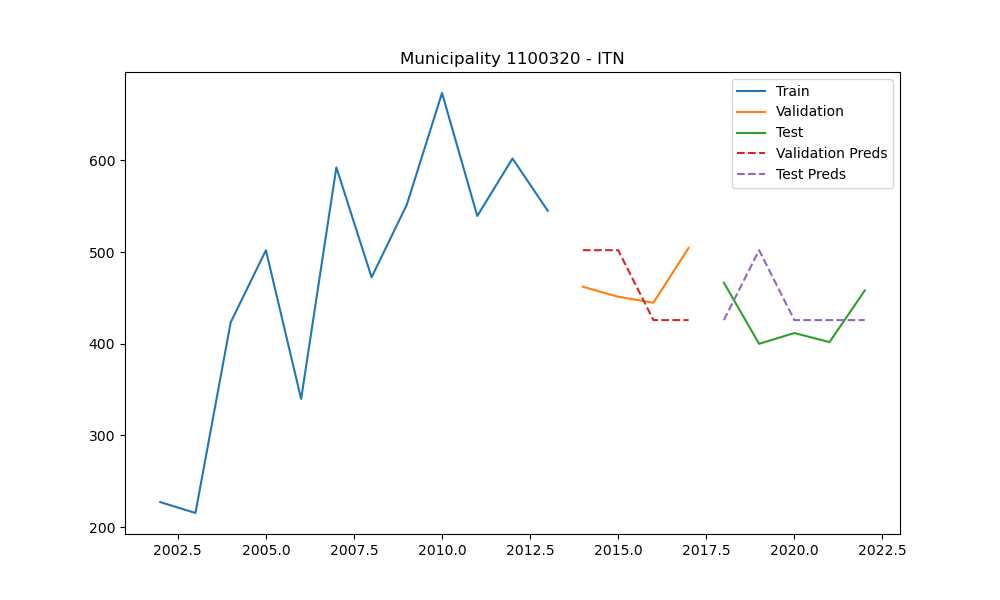 Municipality 1100320 - ITN
Train
Validation
Test
Validation Preds
Test Preds
600
500
400
300
200
2002.5 2005.0 2007.5 2010.0 2012.5 2015.0 2017.5 2020.0 2022.5